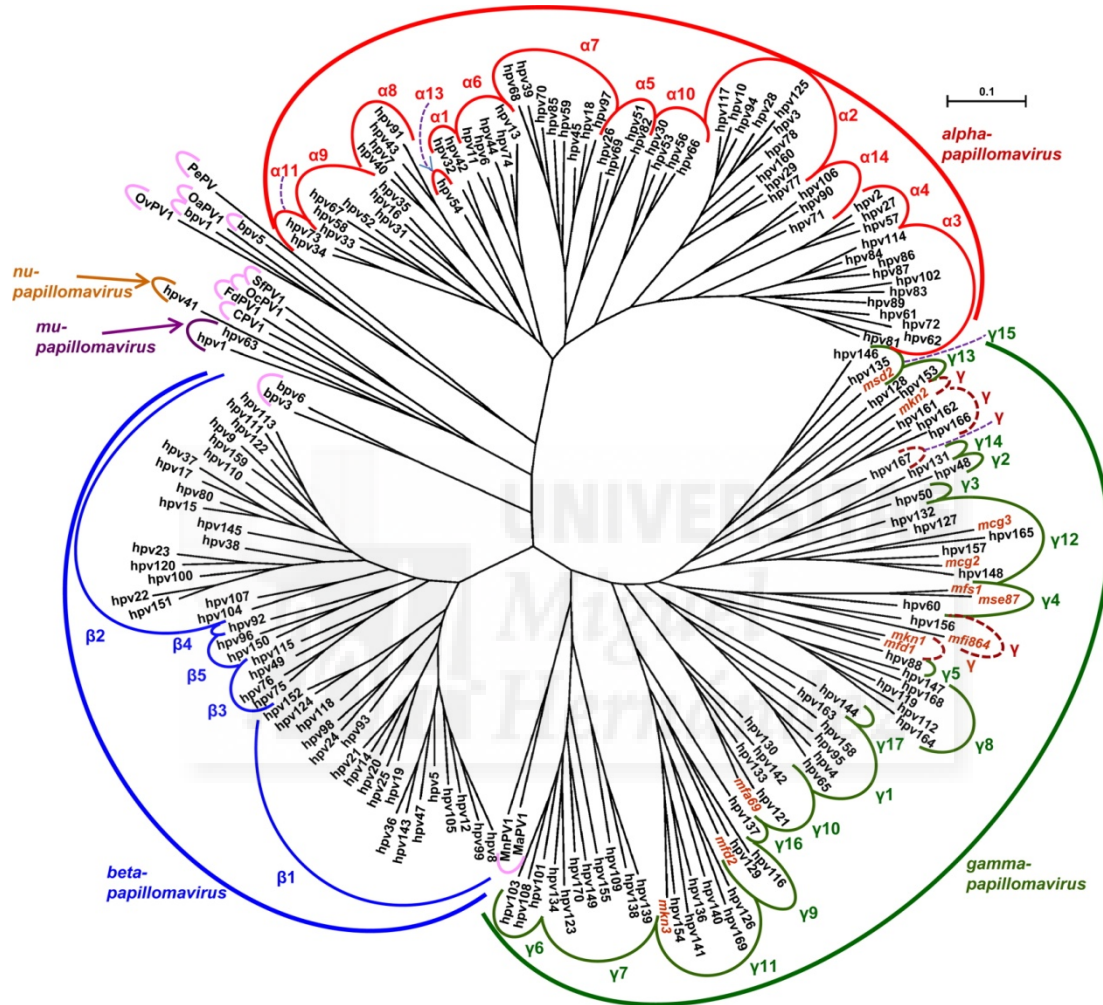 0.1
alpha-
papillomavirus
α11
α9
α8
α13
α1
α6
α7
α5
α10
α2
α14
α4
α3
PePV
OvPV1
OaPV1
bpv1
bpv5
nu-
papillomavirus
hpv41
SfPV1
OcPV1
FdPV1
CPV1
mu-
papillomavirus
hpv63
hpv1
hpv73
hpv34
hpv67
hpv58
hpv33
hpv52
hpv16
hpv35
hpv31
hpv91
hpv43
hpv7
hpv40
hpv32
hpv42
hpv54
hpv11
hpv6
hpv44
hpv74
hpv13
hpv68
hpv39
hpv70
hpv85
hpv59
hpv45
hpv18
hpv97
hpv26
hpv69
hpv51
hpv82
hpv30
hpv53
hpv56
hpv66
hpv117
hpv10
hpv94
hpv28
hpv3
hpv125
hpv78
hpv160
hpv29
hpv77
hpv106
hpv90
hpv71
hpv2
hpv27
hpv57
hpv114
hpv84
hpv86
hpv87
hpv102
hpv83
hpv89
hpv61
hpv72
hpv62
hpv81
hpv146
hpv135
msd2
γ15
γ13
hpv128
hpv153
mkn2
γ
hpv161
hpv162
hpv166
γ
hpv167
γ
hpv131
γ14
hpv48
γ2
hpv50
γ3
hpv132
hpv127
mcg3
hpv165
hpv157
mcg2
hpv148
γ12
mfs1
mse87
hpv60
γ4
hpv156
mkn1
mfd1
mfi864
γ
γ
hpv88
γ5
hpv147
hpv168
hpv119
hpv112
hpv164
γ8
hpv144
hpv163
γ17
hpv158
hpv95
hpv4
hpv65
γ1
hpv130
hpv142
hpv133
mfa69
hpv121
γ10
hpv137
γ16
mfd2
hpv129
hpv116
γ9
gamma-
papillomavirus
hpv126
hpv169
hpv140
hpv136
hpv141
hpv154
mkn3
γ11
hpv139
hpv138
hpv109
hpv155
hpv149
hpv170
hpv123
hpv134
γ7
hpv101
hpv108
hpv103
γ6
MnPV1
MaPV1
bpv6
bpv3
hpv113
hpv111
hpv122
hpv9
hpv159
hpv110
hpv37
hpv17
hpv80
hpv15
hpv145
hpv38
hpv23
hpv120
hpv100
hpv22
hpv151
hpv107
hpv104
β2
hpv92
β4
hpv96
hpv150
β5
hpv115
hpv49
hpv76
hpv75
β3
hpv152
hpv124
hpv118
hpv98
hpv24
hpv93
hpv21
hpv14
hpv20
hpv25
hpv19
hpv36
hpv143
hpv47
hpv5
hpv105
hpv12
hpv99
hpv8
β1
beta-
papillomavirus
Miguel
Hernández